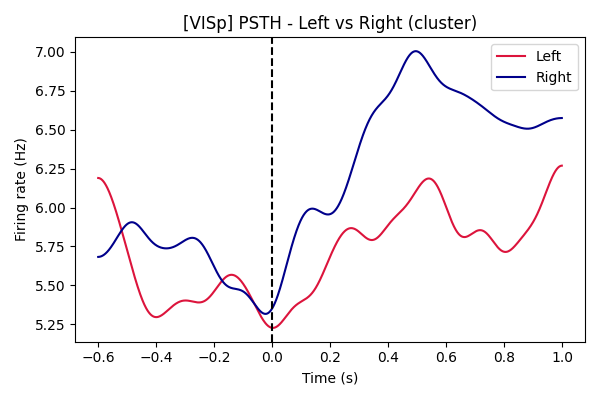 [VISp] PSTH - Left vs Right (cluster)
Firing rate (Hz)
7.00
6.75
6.50
6.25
6.00
5.75
5.50
5.25
Left
Right
−0.6 −0.4 −0.2 0.0 0.2 0.4 0.6 0.8 1.0
Time (s)